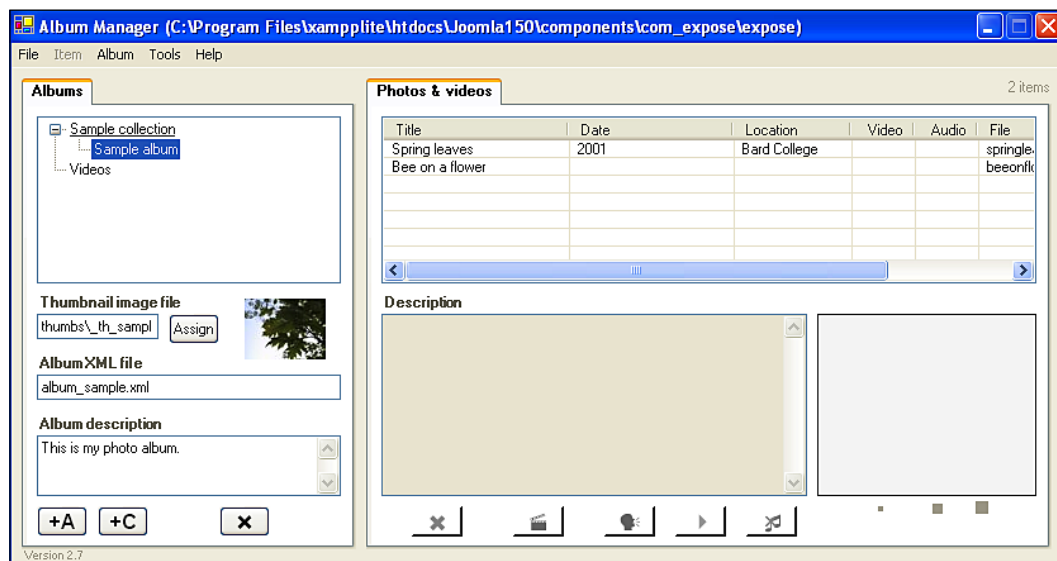 Album Manager (C:\Program Files\xampplite\htdocs\Joomla150\components\com_expose\expose)
File Item Album Tools Help
Albums
Sample collection
Sample album
Videos
Thumbnail image file
thumbs\_th_sampl Assign
Album XML file
album_sample.xml
Album description
This is my photo album.
+A +C
Version 2.7
Photos & videos 2 items
Title Date Location Video Audio File
Spring leaves 2001 Bard College springle
Bee on a flower beeonflo
Description